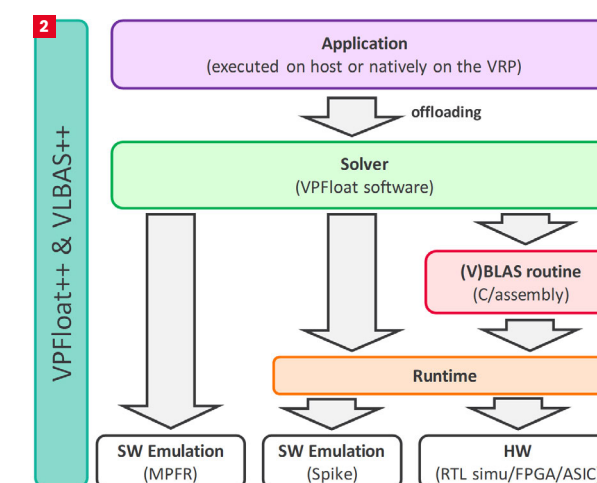 2
VPFloat++ & VLBAS++
Application
(executed on host or natively on the VRP)
offloading
Solver
(VPFloat software)
(V)BLAS routine
(C/assembly)
Runtime
SW Emulation
(MPFR)
SW Emulation
(Spike)
HW
(RTL simu/FPGA/ASIC